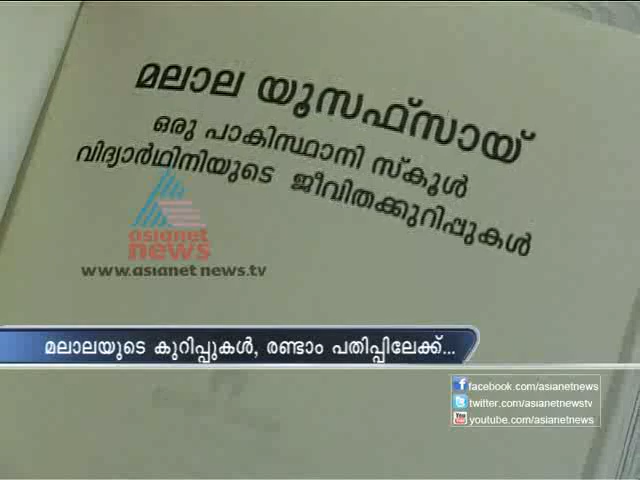 മലാല യൂസഫ്സായ്
ഒരു പാകിസ്ഥാനി സ്കൂൾ
വിദ്യാർഥിനിയുടെ ജീവിതക്കുറിപ്പുകൾ
asianet
news
www.asianetnews.tv
മലാലയുടെ കുറിപ്പുകൾ, രണ്ടാം പതിപ്പിലേക്ക്...
facebook.com/asianetnews
twitter.com/asianetnewstv
youtube.com/asianetnews